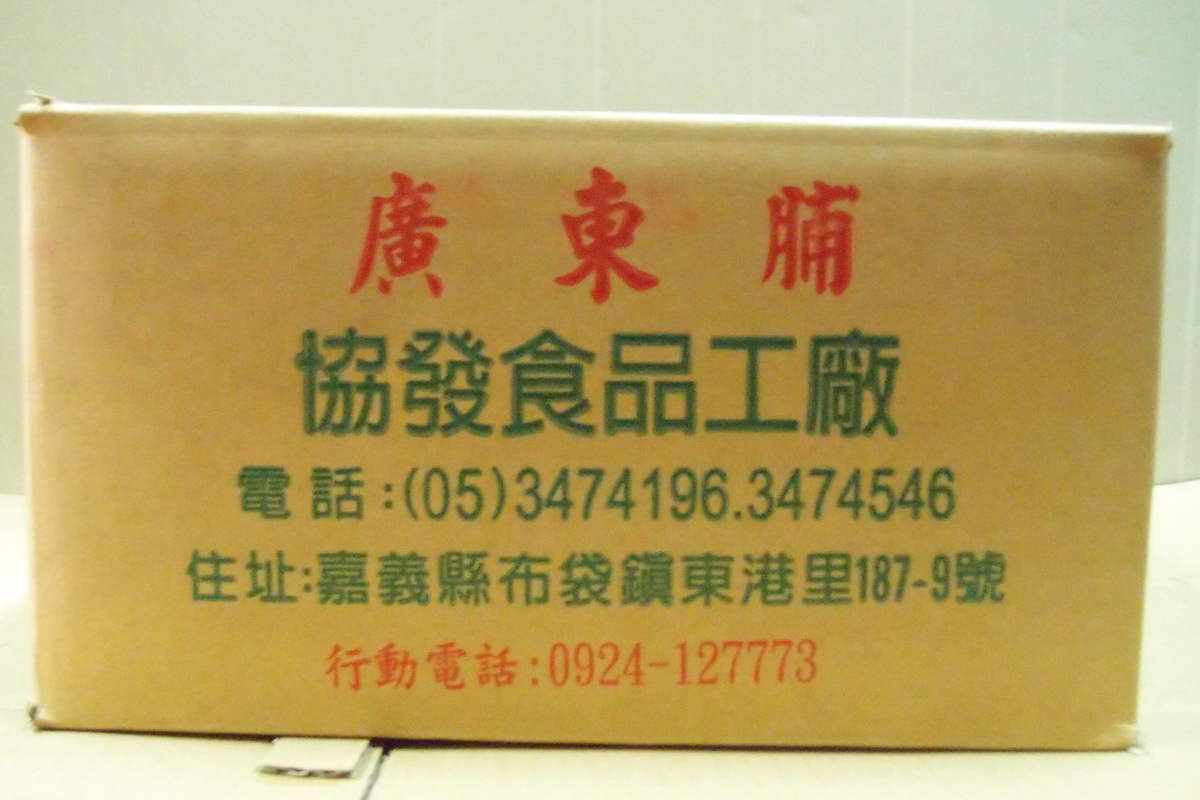 廣東脯
協發食品工廠
電話:(05)3474196.3474546
住址:嘉義縣布袋鎭東港里187-9號
行動電話:0924-127773